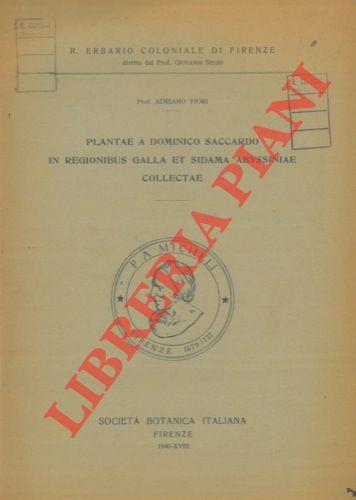 R. ERBARIO COLONIALE DI FIRENZE
diretto dal Prof. Giovanni Negri
Prof. ADRIANO FIORI
PLANTAE A DOMINICO SACCARDO
IN REGIONIBUS GALLA ET SIDAMA ABYSSINIAE
COLLECTAE
P. A. MICHELI
FIRENZE 1679-1737
LIBRERIA PIANI
SOCIETÀ BOTANICA ITALIANA
FIRENZE
1940-XVIII